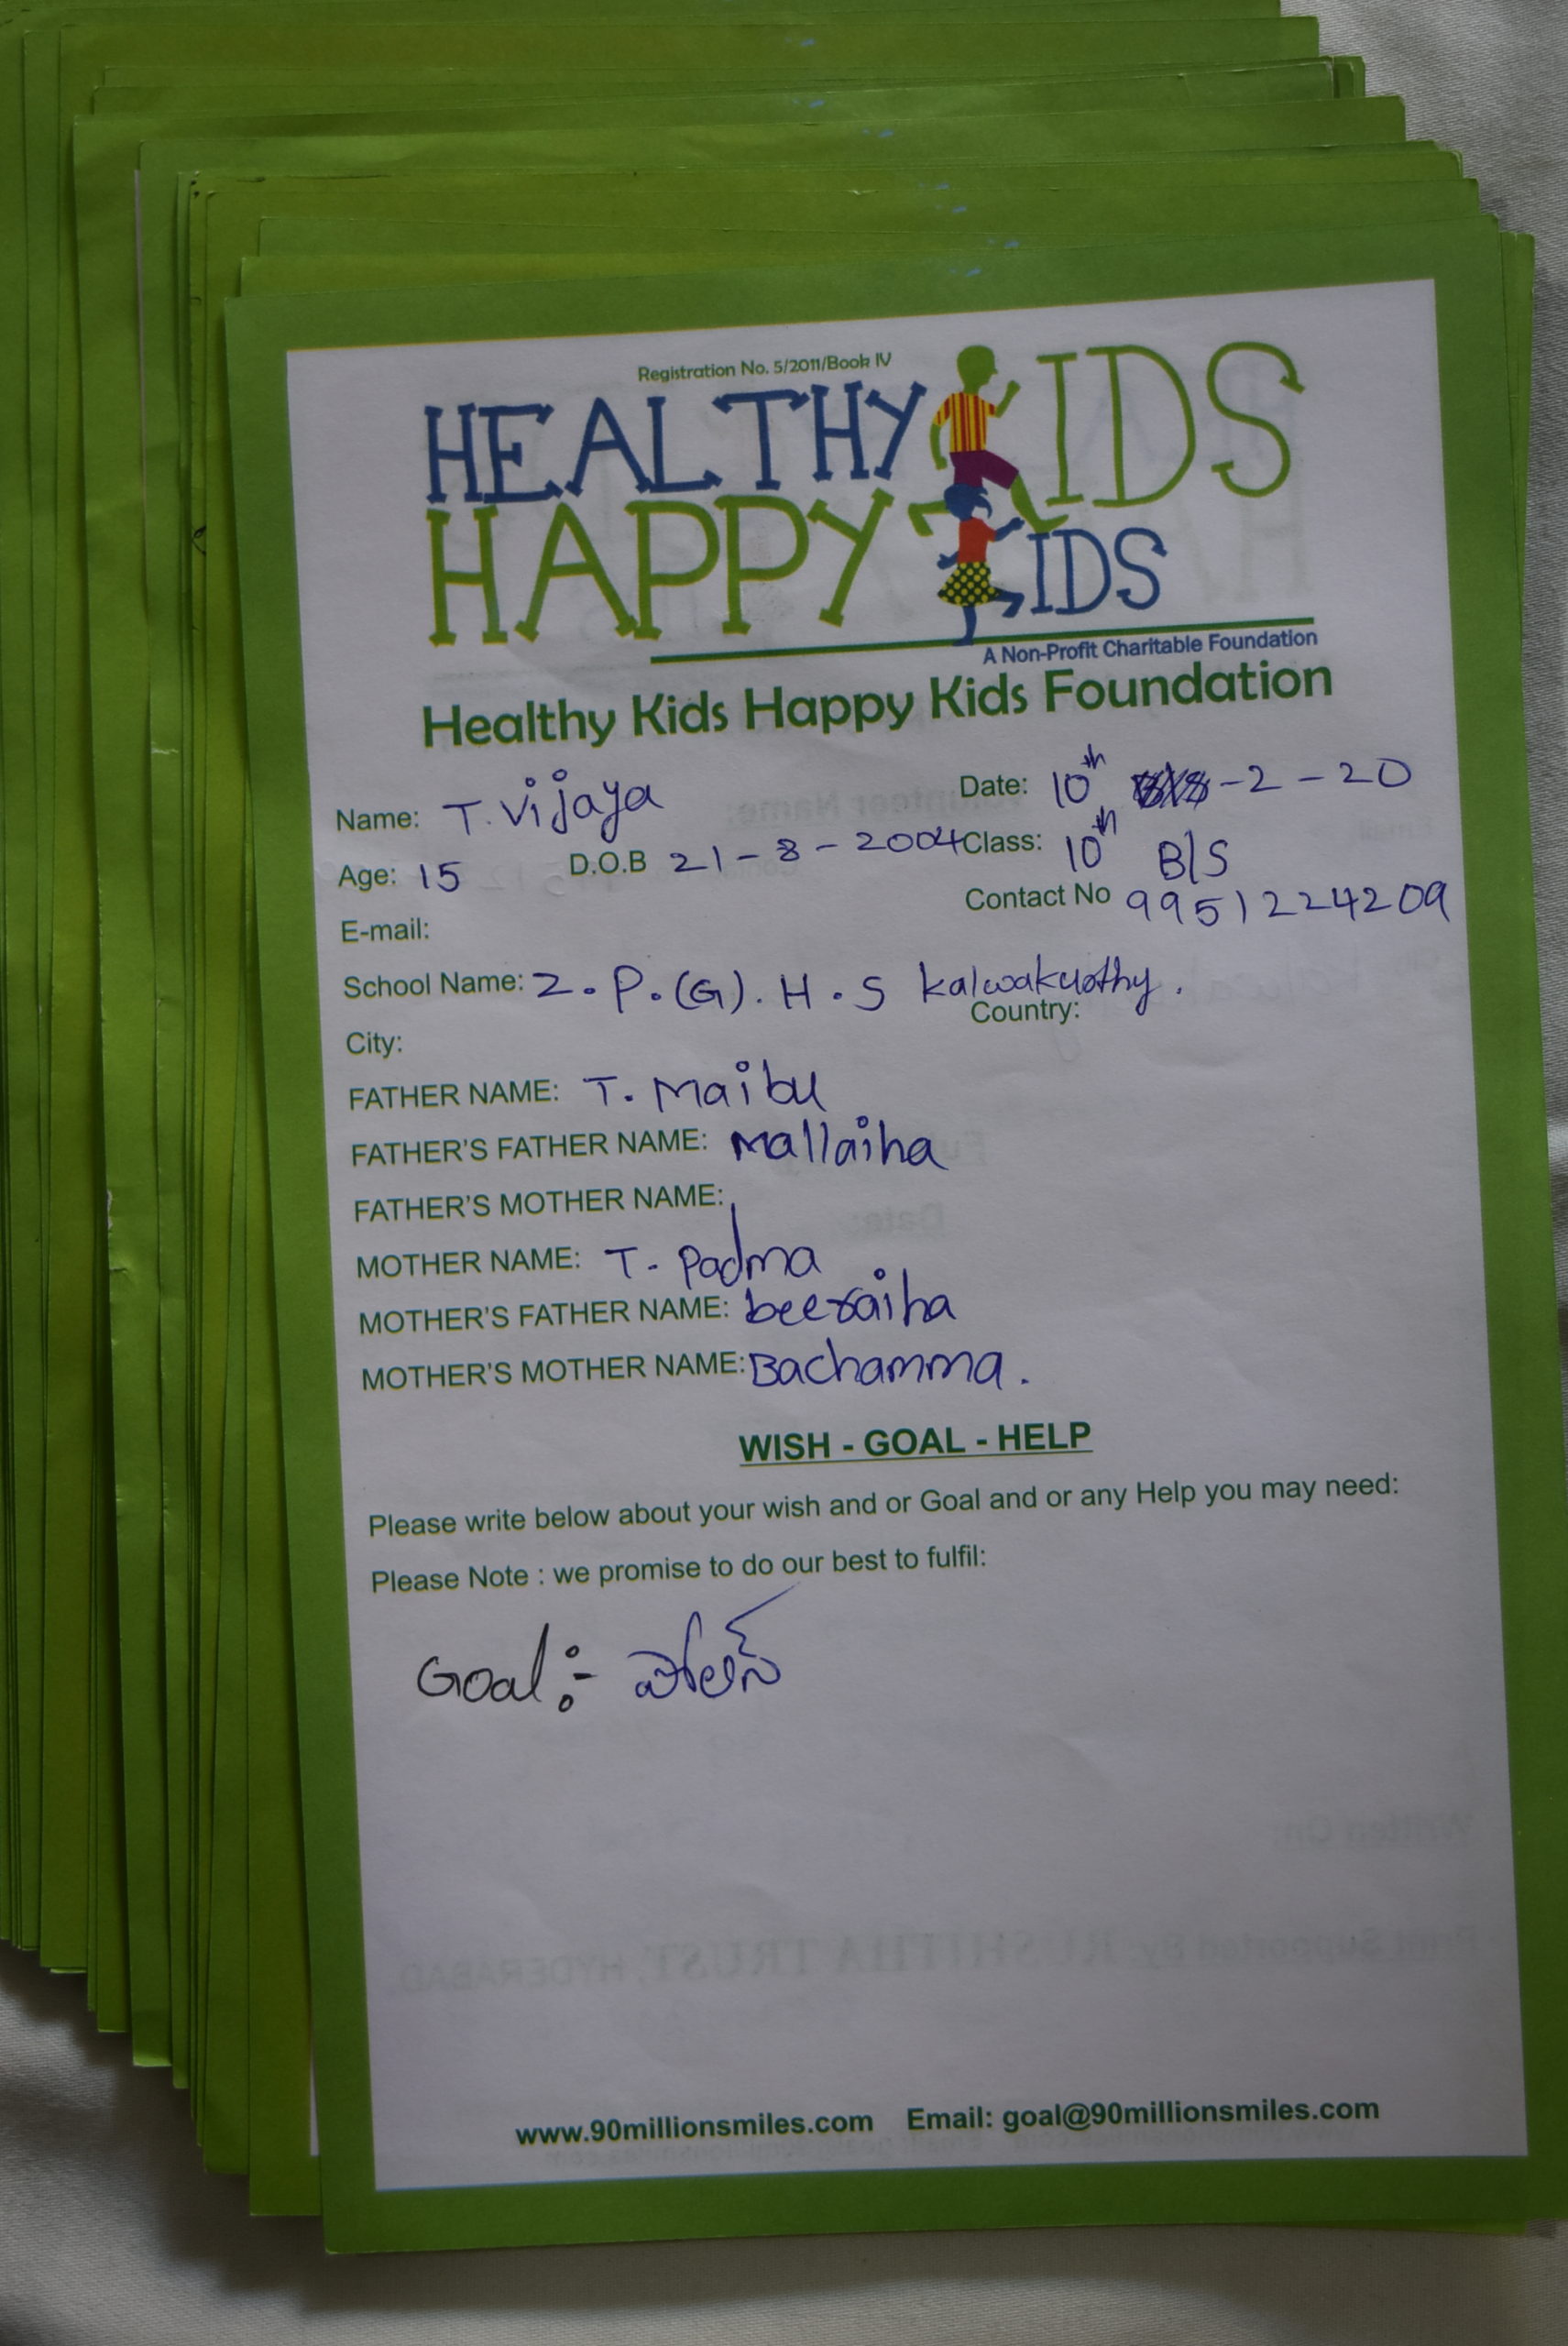 Registration No. 5/2011/Book IV
HEALTHY KIDS
HAPPY KIDS
A Non-Profit Charitable Foundation
Healthy Kids Happy Kids Foundation
Name: T. Vijaya Date: 10th -2-20
Age: 15 D.O.B 21-8-2004 Class: 10th B/S
E-mail: Contact No 9951224209
School Name: Z.P.(G).H.S kalwakurthy.
City: Country:
FATHER NAME: T. Maibu
FATHER'S FATHER NAME: Mallaiha
FATHER'S MOTHER NAME:
MOTHER NAME: T. Padma
MOTHER'S FATHER NAME: beeraiha
MOTHER'S MOTHER NAME: Bachamma.
WISH - GOAL - HELP
Please write below about your wish and or Goal and or any Help you may need:
Please Note : we promise to do our best to fulfil:
Goal:- పోలిస్
www.90millionsmiles.com Email: goal@90millionsmiles.com